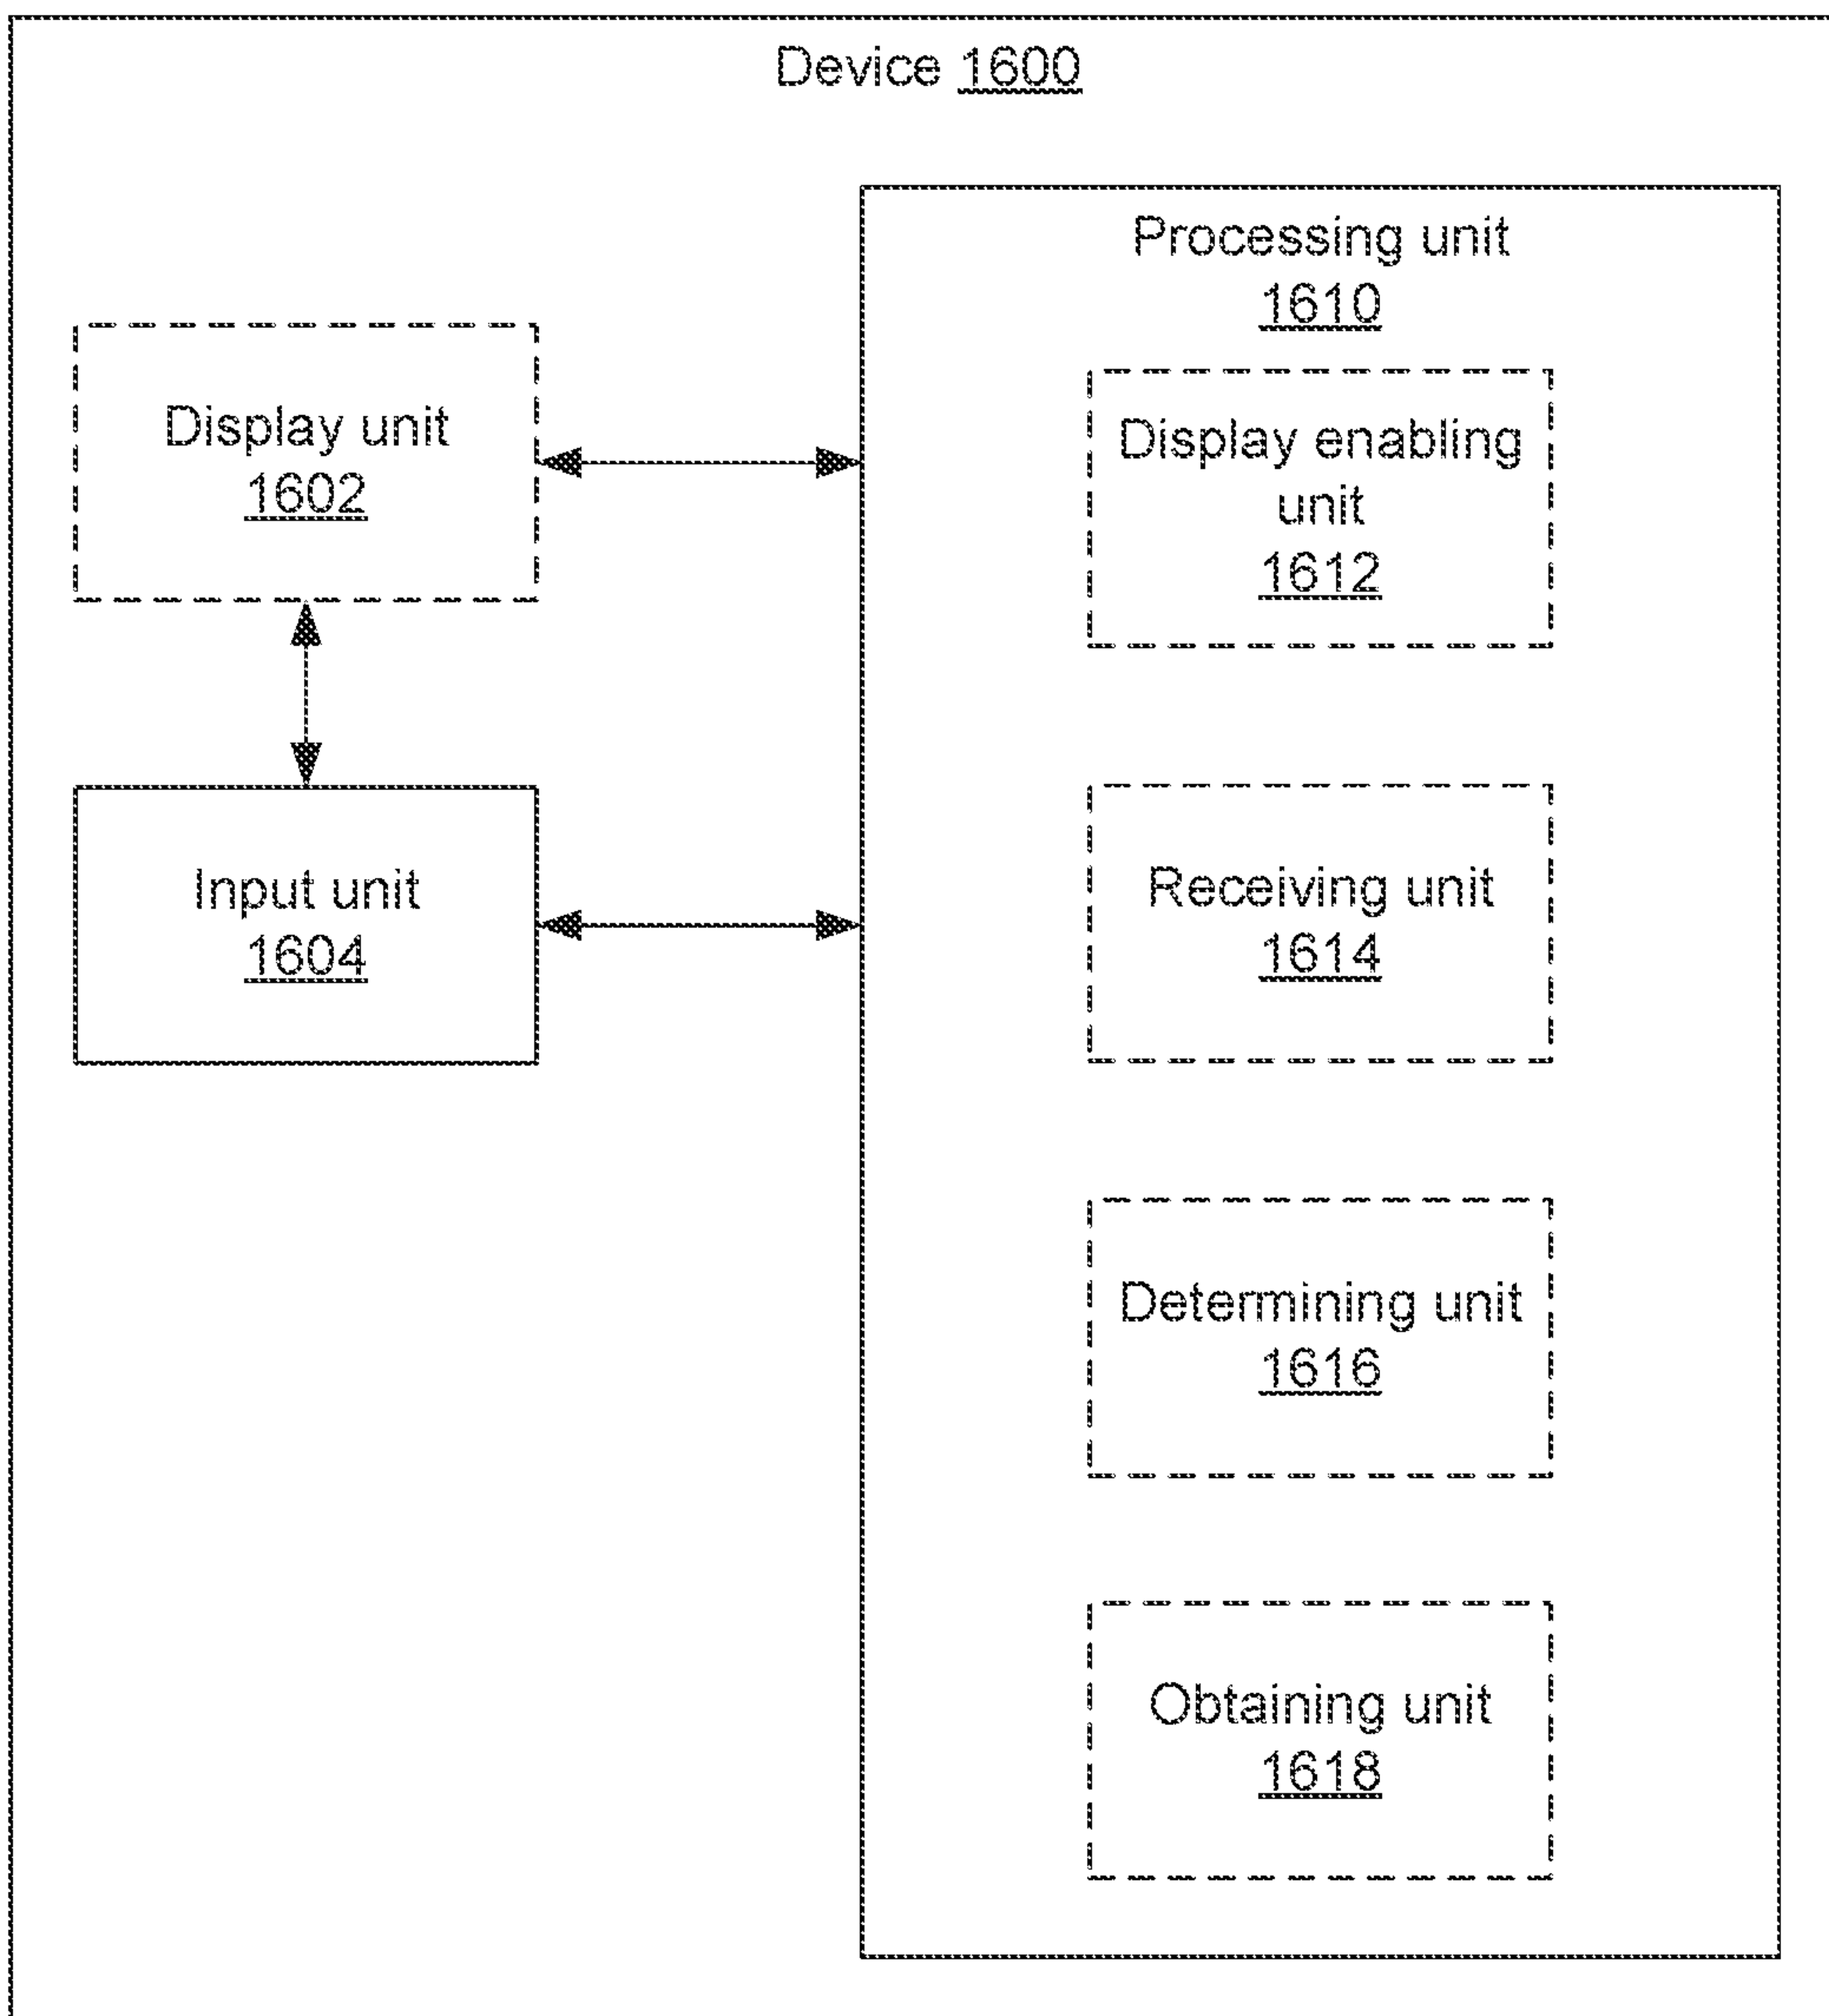 Device 1600
Processing unit
1610
Display unit
1602
Display enabling
unit
1612
Input unit
1604
Receiving unit
1614
Determining unit
1616
Obtaining unit
1618